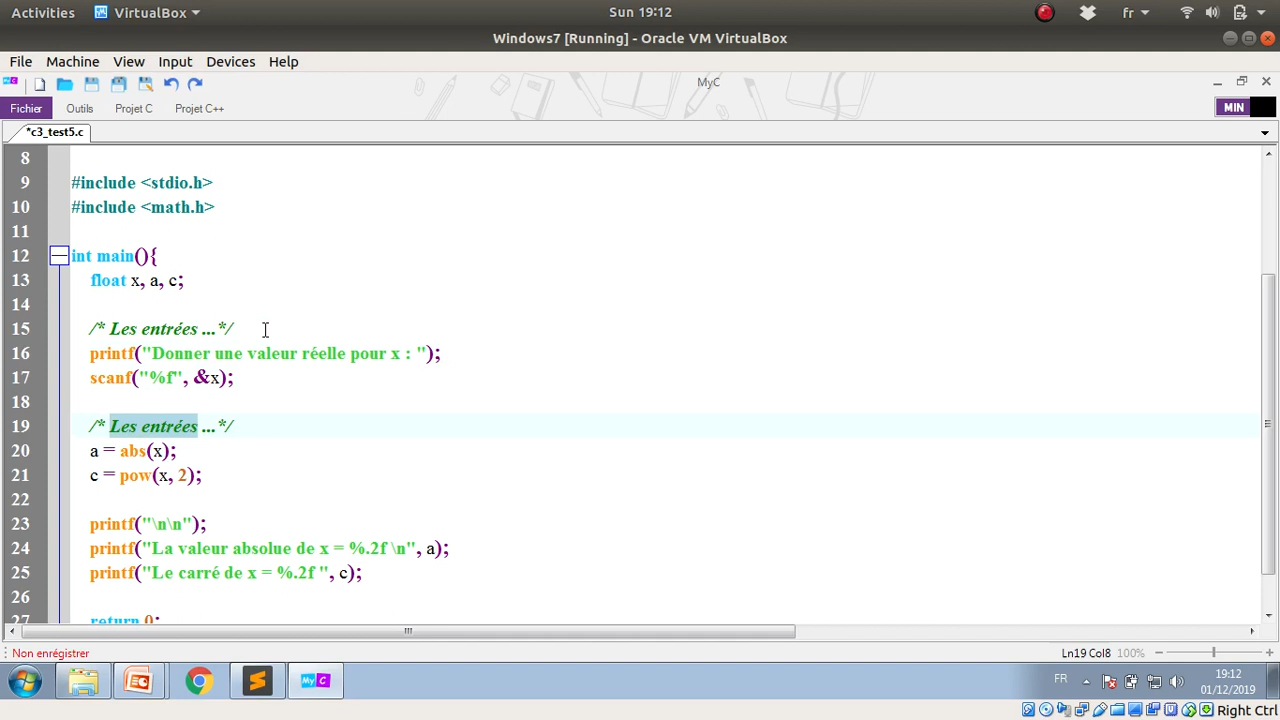 Activities VirtualBox Sun 19:12 fr
Windows7 [Running] - Oracle VM VirtualBox
File Machine View Input Devices Help
MyC
Fichier Outils Projet C Projet C++ MIN
*c3_test5.c
8
9 #include <stdio.h>
10 #include <math.h>
11
12 int main(){
13 float x, a, c;
14
15 /* Les entrées ...*/
16 printf("Donner une valeur réelle pour x : ");
17 scanf("%f", &x);
18
19 /* Les entrées ...*/
20 a = abs(x);
21 c = pow(x, 2);
22
23 printf("\n\n");
24 printf("La valeur absolue de x = %.2f \n", a);
25 printf("Le carré de x = %.2f ", c);
26
27 return 0;
Non enregistrer Ln19 Col8 100%
MyC FR 19:12
01/12/2019
Right Ctrl